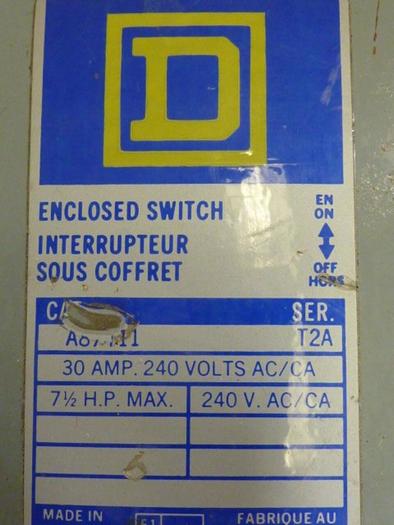 D
ENCLOSED SWITCH
INTERRUPTEUR
SOUS COFFRET
EN
ON
OFF
HORS
SER.
T2A
30 AMP. 240 VOLTS AC/CA
7½ H.P. MAX.
240 V. AC/CA
MADE IN
FABRIQUE AU